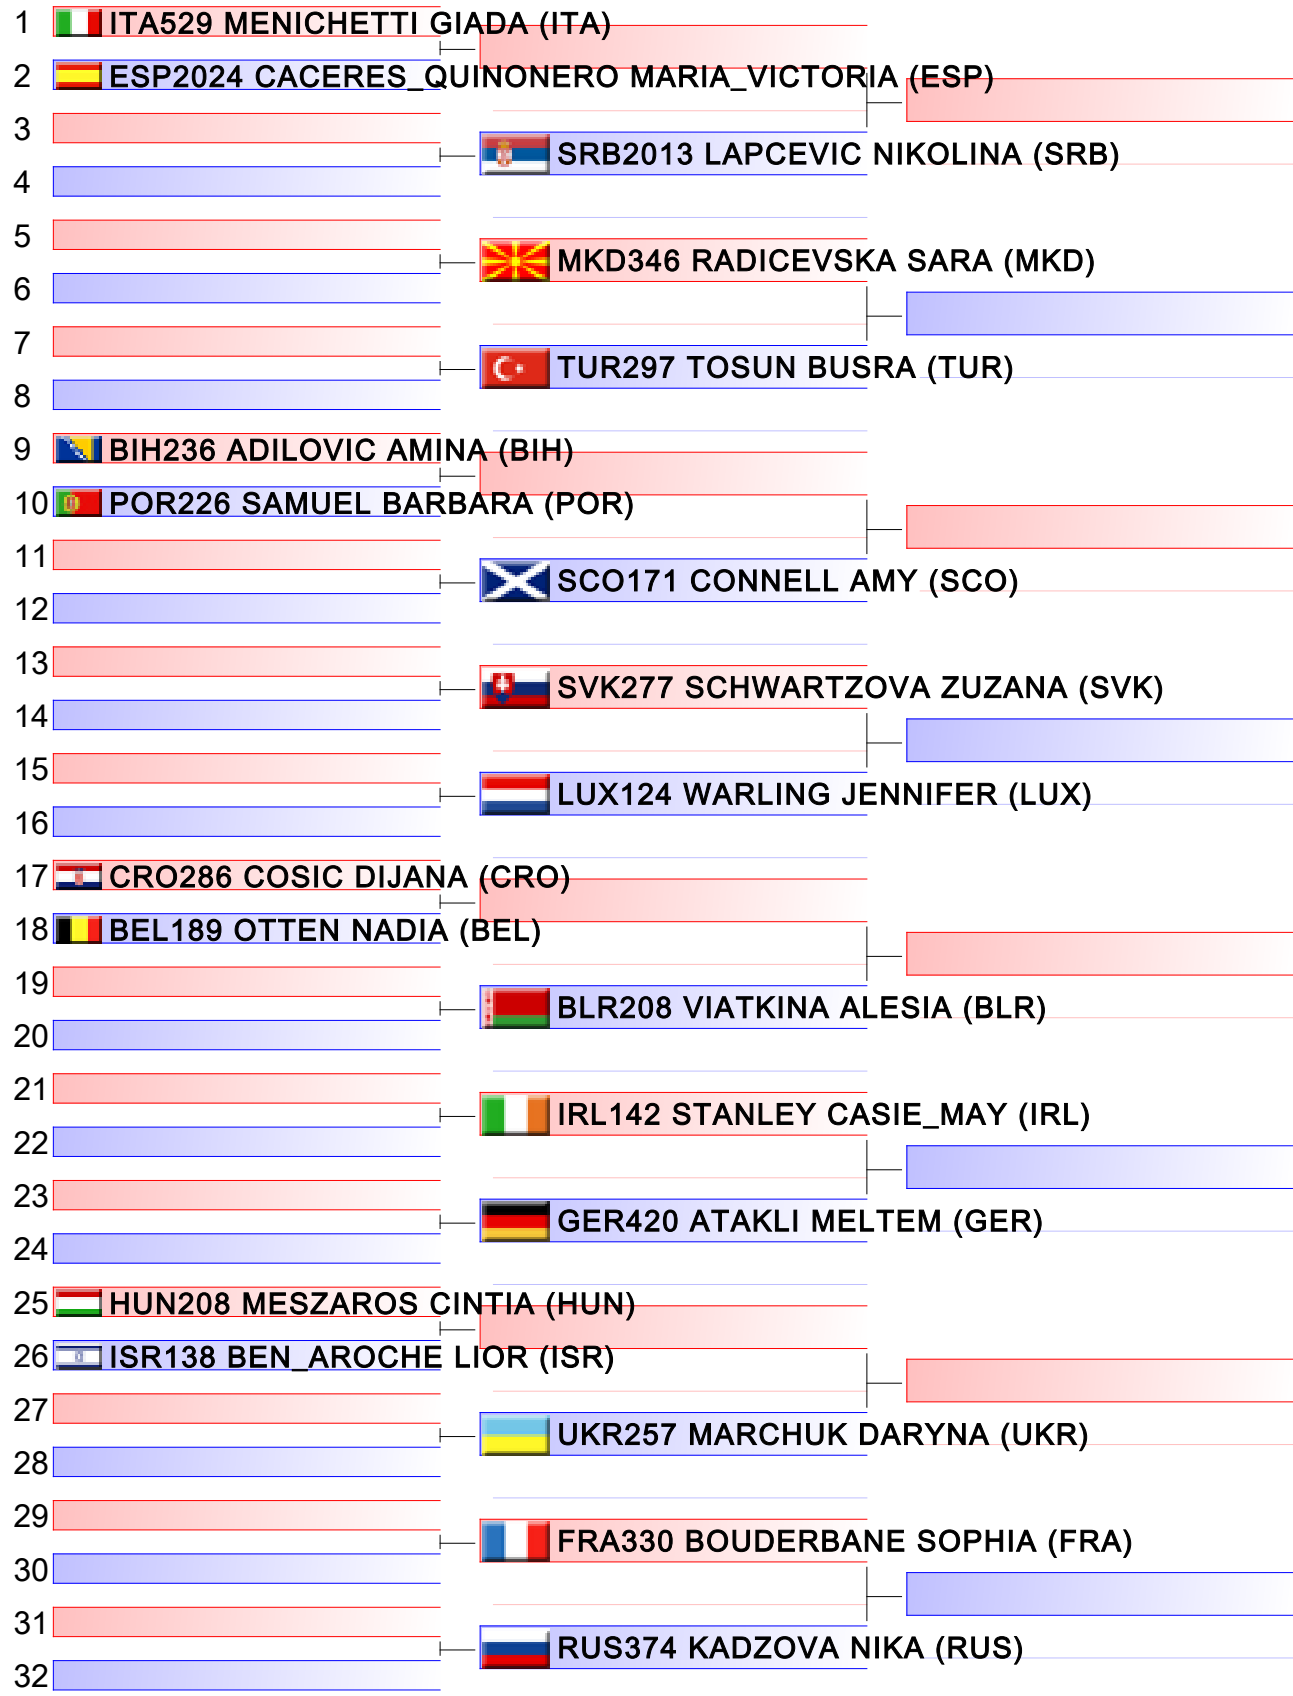 1 ITA529 MENICHETTI GIADA (ITA)
2 ESP2024 CACERES_QUINONERO MARIA_VICTORIA (ESP)
3
SRB2013 LAPCEVIC NIKOLINA (SRB)
4
5
MKD346 RADICEVSKA SARA (MKD)
6
7
TUR297 TOSUN BUSRA (TUR)
8
9 BIH236 ADILOVIC AMINA (BIH)
10 POR226 SAMUEL BARBARA (POR)
11
SCO171 CONNELL AMY (SCO)
12
13
SVK277 SCHWARTZOVA ZUZANA (SVK)
14
15
LUX124 WARLING JENNIFER (LUX)
16
17 CRO286 COSIC DIJANA (CRO)
18 BEL189 OTTEN NADIA (BEL)
19
BLR208 VIATKINA ALESIA (BLR)
20
21
IRL142 STANLEY CASIE_MAY (IRL)
22
23
GER420 ATAKLI MELTEM (GER)
24
25 HUN208 MESZAROS CINTIA (HUN)
26 ISR138 BEN_AROCHE LIOR (ISR)
27
UKR257 MARCHUK DARYNA (UKR)
28
29
FRA330 BOUDERBANE SOPHIA (FRA)
30
31
RUS374 KADZOVA NIKA (RUS)
32